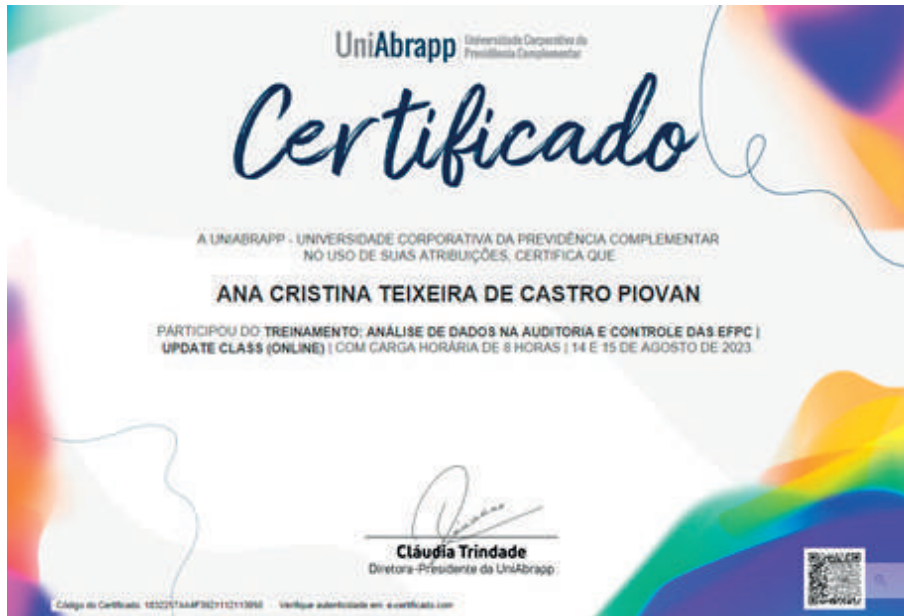 UniAbrapp Universidade Corporativa da
Previdência Complementar
Certificado
A UNIABRAPP - UNIVERSIDADE CORPORATIVA DA PREVIDÊNCIA COMPLEMENTAR
NO USO DE SUAS ATRIBUIÇÕES, CERTIFICA QUE
ANA CRISTINA TEIXEIRA DE CASTRO PIOVAN
PARTICIPOU DO TREINAMENTO: ANÁLISE DE DADOS NA AUDITORIA E CONTROLE DAS EFPC |
UPDATE CLASS (ONLINE) | COM CARGA HORÁRIA DE 8 HORAS | 14 E 15 DE AGOSTO DE 2023.
Cláudia Trindade
Diretora-Presidente da UniAbrapp
Código do Certificado: Verifique autenticidade em: e-certificado.com